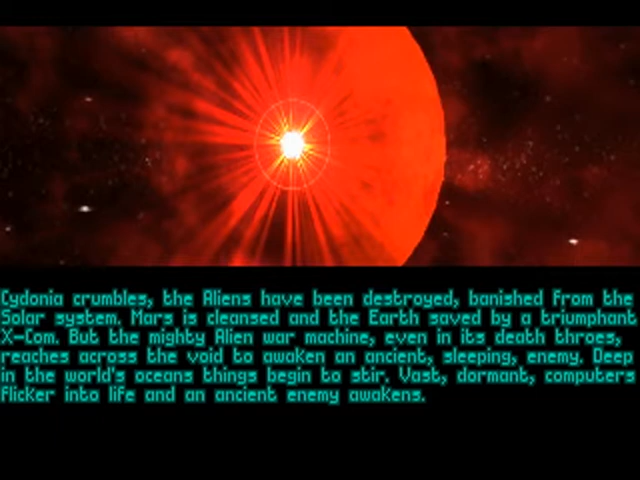 Cydonia crumbles, the Aliens have been destroyed, banished from the
Solar system. Mars is cleansed and the Earth saved by a triumphant
X-Com. But the mighty Alien war machine, even in its death throes,
reaches across the void to awaken an ancient, sleeping, enemy. Deep
in the world's oceans things begin to stir. Vast, dormant, computers
flicker into life and an ancient enemy awakens.